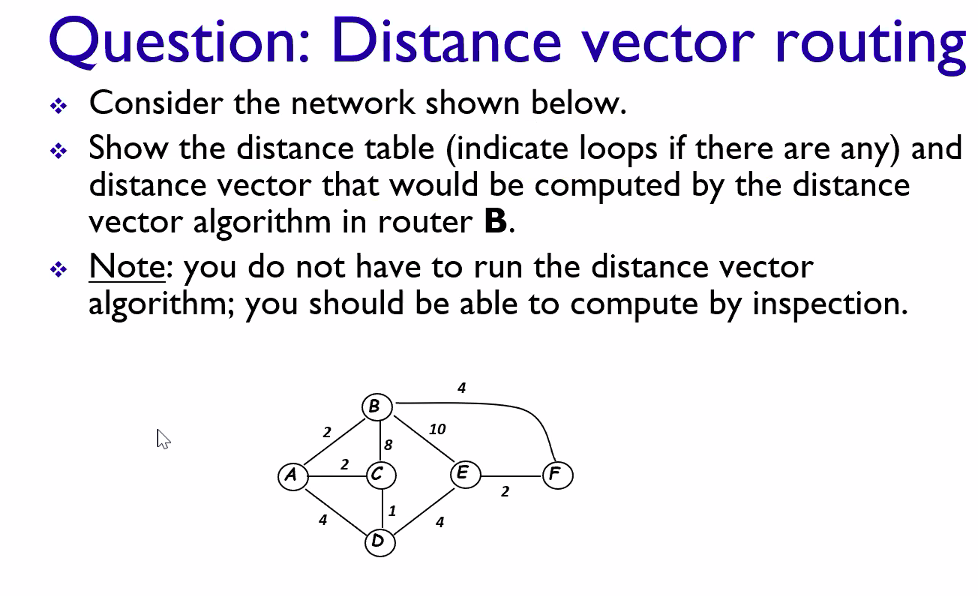 Question: Distance vector routing
Consider the network shown below.
Show the distance table (indicate loops if there are any) and
distance vector that would be computed by the distance
vector algorithm in router B.
Note: you do not have to run the distance vector
algorithm; you should be able to compute by inspection.
4
B
2
10
8
2
A
C
E
F
2
1
4
4
D